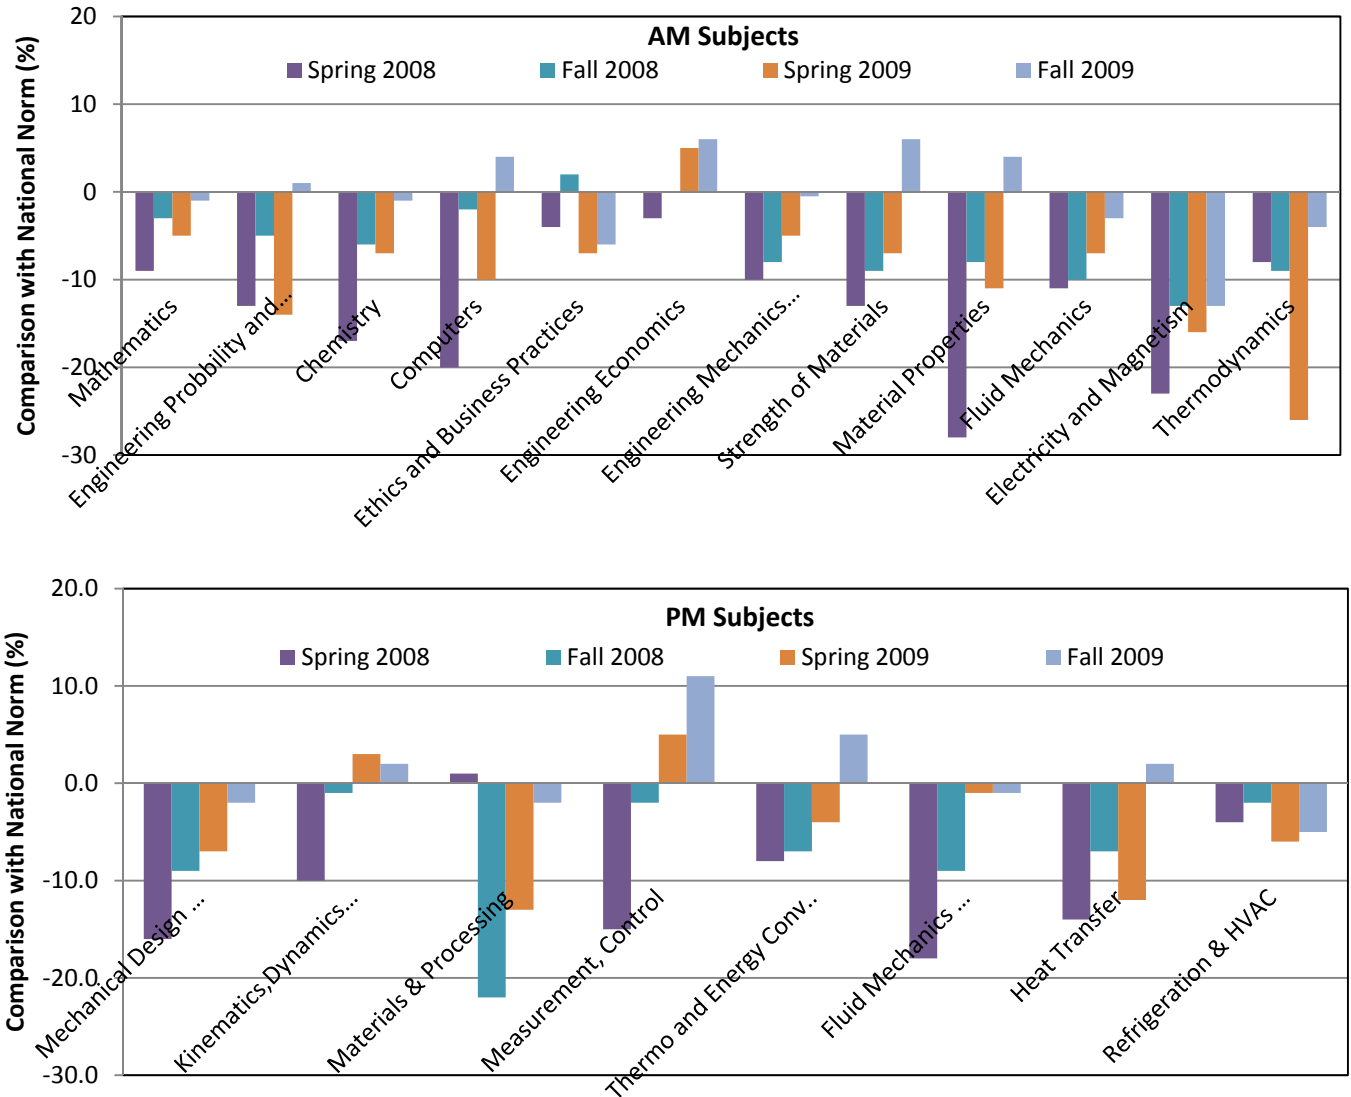 AM Subjects
Spring 2008 Fall 2008 Spring 2009 Fall 2009
Comparison with National Norm (%)
20
10
0
-10
-20
-30
Mathematics
Engineering Probbility and...
Chemistry
Computers
Ethics and Business Practices
Engineering Economics
Engineering Mechanics...
Strength of Materials
Material Properties
Fluid Mechanics
Electricity and Magnetism
Thermodynamics
PM Subjects
Spring 2008 Fall 2008 Spring 2009 Fall 2009
Comparison with National Norm (%)
20.0
10.0
0.0
-10.0
-20.0
-30.0
Mechanical Design ...
Kinematics,Dynamics...
Materials & Processing
Measurement, Control
Thermo and Energy Conv..
Fluid Mechanics ...
Heat Transfer
Refrigeration & HVAC